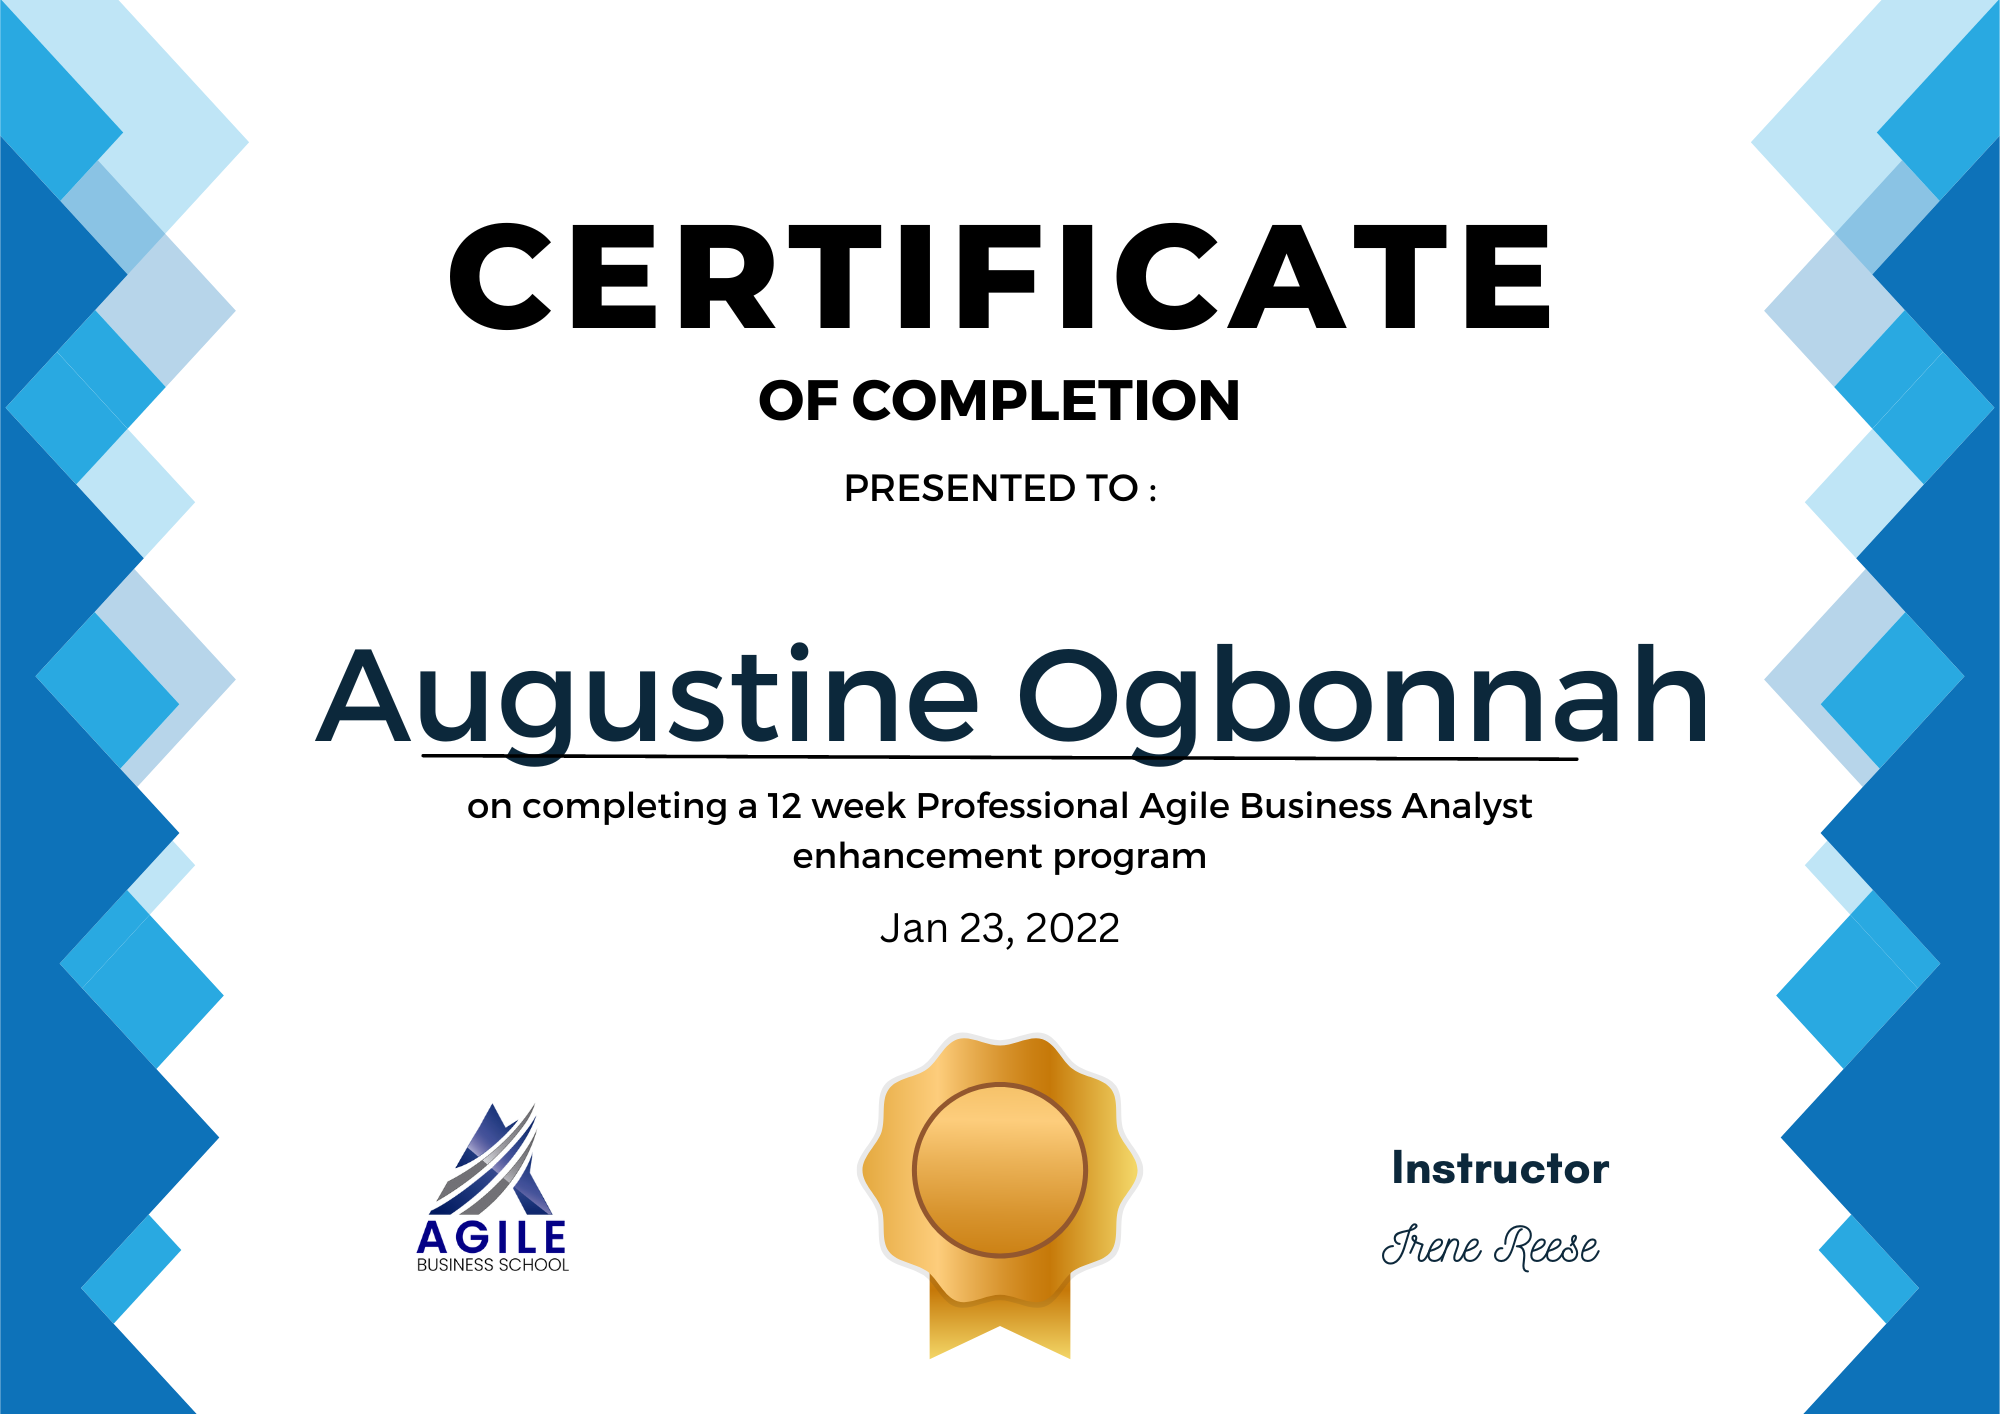 CERTIFICATE
OF COMPLETION
PRESENTED TO :
Augustine Ogbonnah
on completing a 12 week Professional Agile Business Analyst
enhancement program
Jan 23, 2022
AGILE
BUSINESS SCHOOL
Instructor
Irene Reese